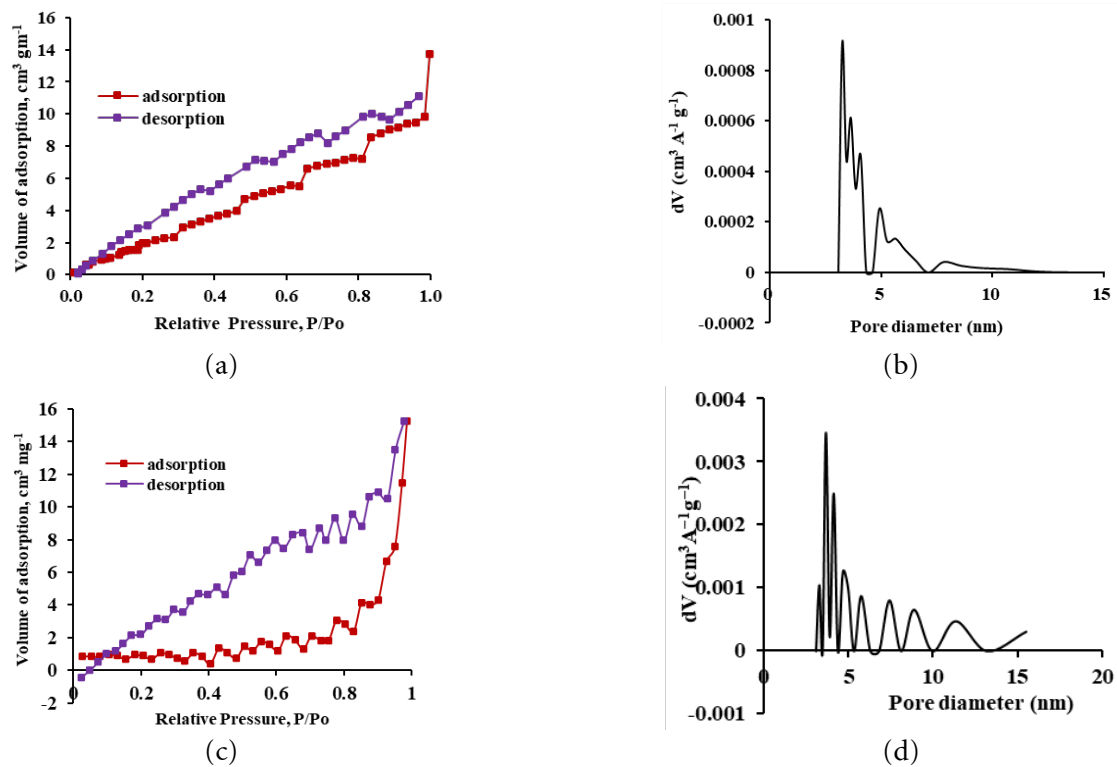 16
14
12
10
8
6
4
2
0
Volume of adsorption, cm³ gm⁻¹
adsorption
desorption
0.0 0.2 0.4 0.6 0.8 1.0
Relative Pressure, P/Po
(a)
0.001
0.0008
0.0006
0.0004
0.0002
0
-0.0002
dV (cm³ A⁻¹ g⁻¹)
0 5 10 15
Pore diameter (nm)
(b)
16
14
12
10
8
6
4
2
0
-2
Volume of adsorption, cm³ mg⁻¹
adsorption
desorption
0 0.2 0.4 0.6 0.8 1
Relative Pressure, P/Po
(c)
0.004
0.003
0.002
0.001
0
-0.001
dV (cm³ A⁻¹g⁻¹)
0 5 10 15 20
Pore diameter (nm)
(d)